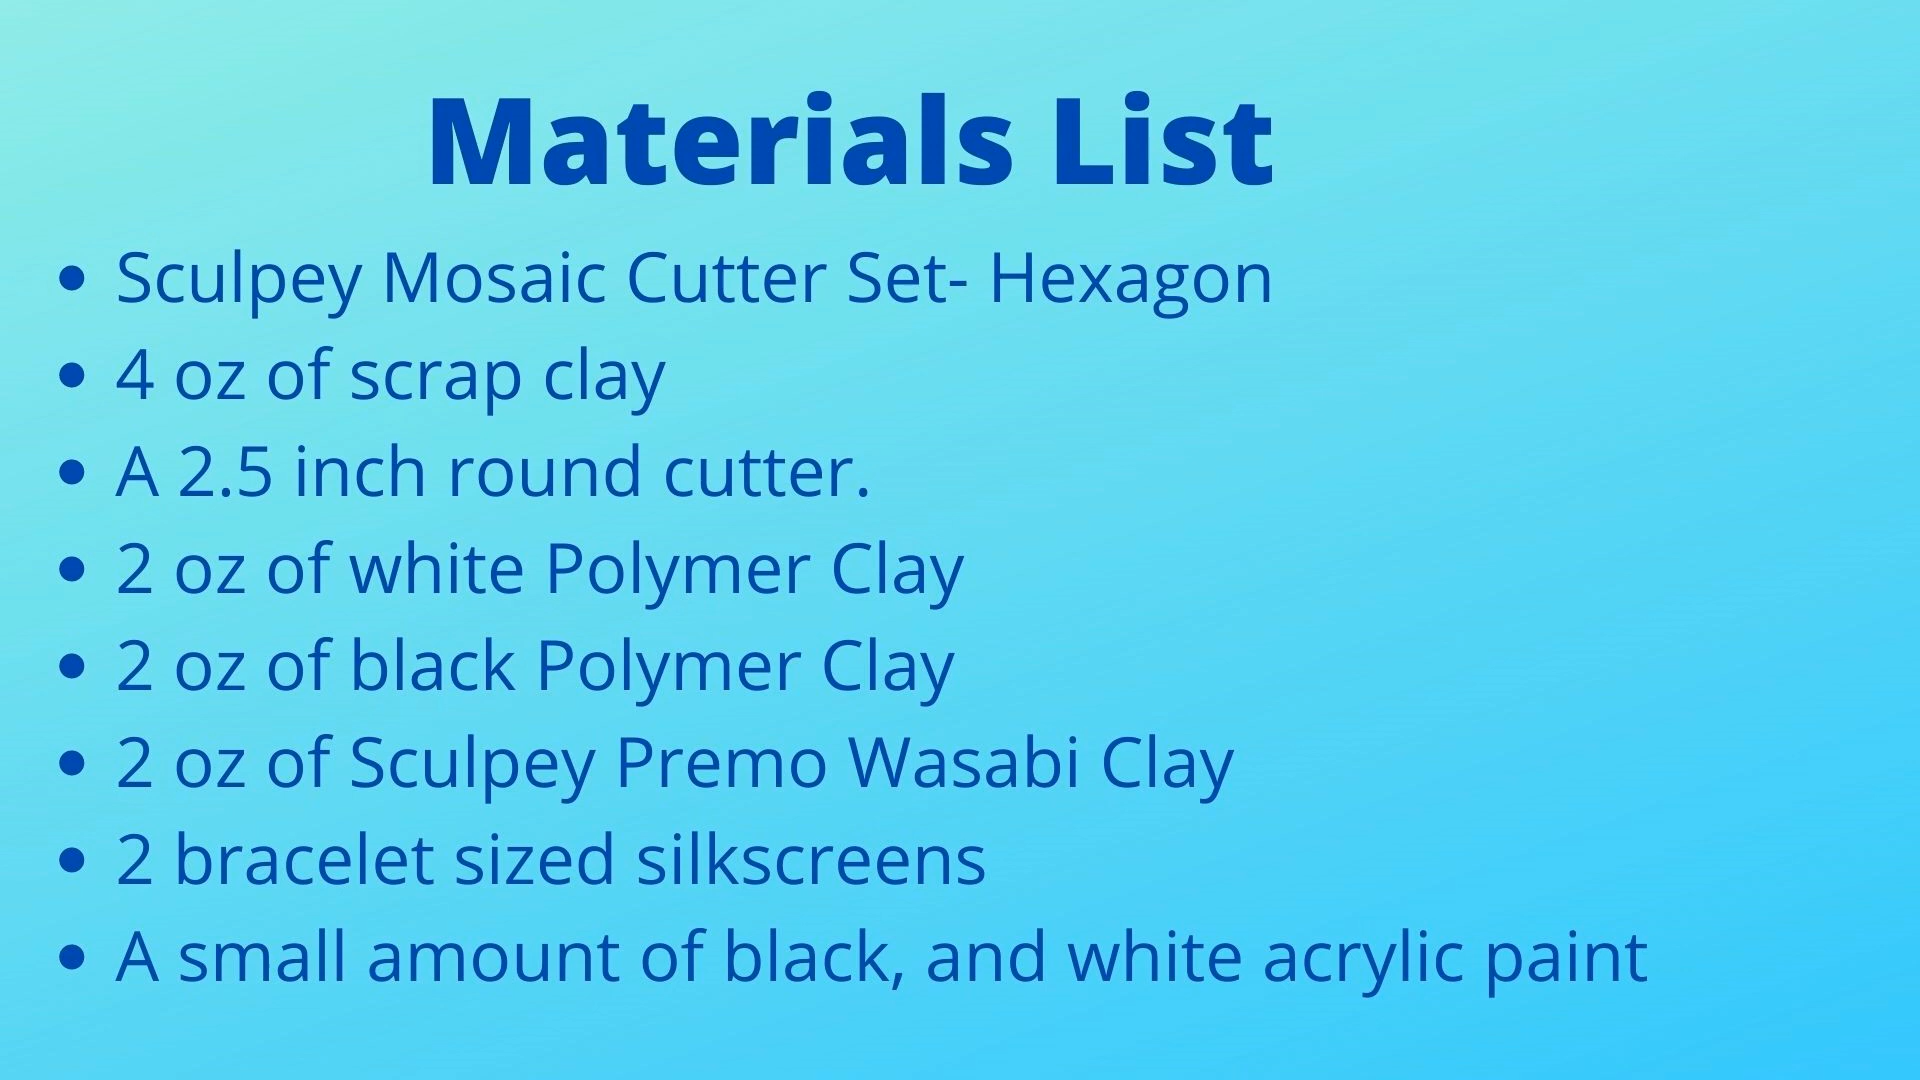 Materials List
• Sculpey Mosaic Cutter Set- Hexagon
• 4 oz of scrap clay
• A 2.5 inch round cutter.
• 2 oz of white Polymer Clay
• 2 oz of black Polymer Clay
• 2 oz of Sculpey Premo Wasabi Clay
• 2 bracelet sized silkscreens
• A small amount of black, and white acrylic paint